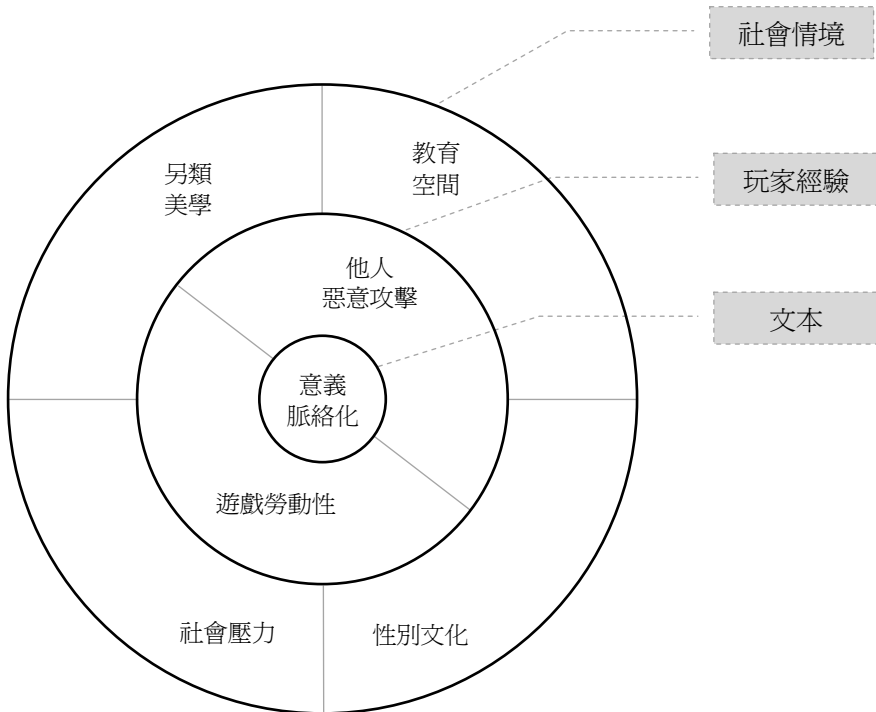 社會情境
另類
美學
教育
空間
玩家經驗
他人
惡意攻擊
文本
意義
脈絡化
遊戲勞動性
社會壓力
性別文化